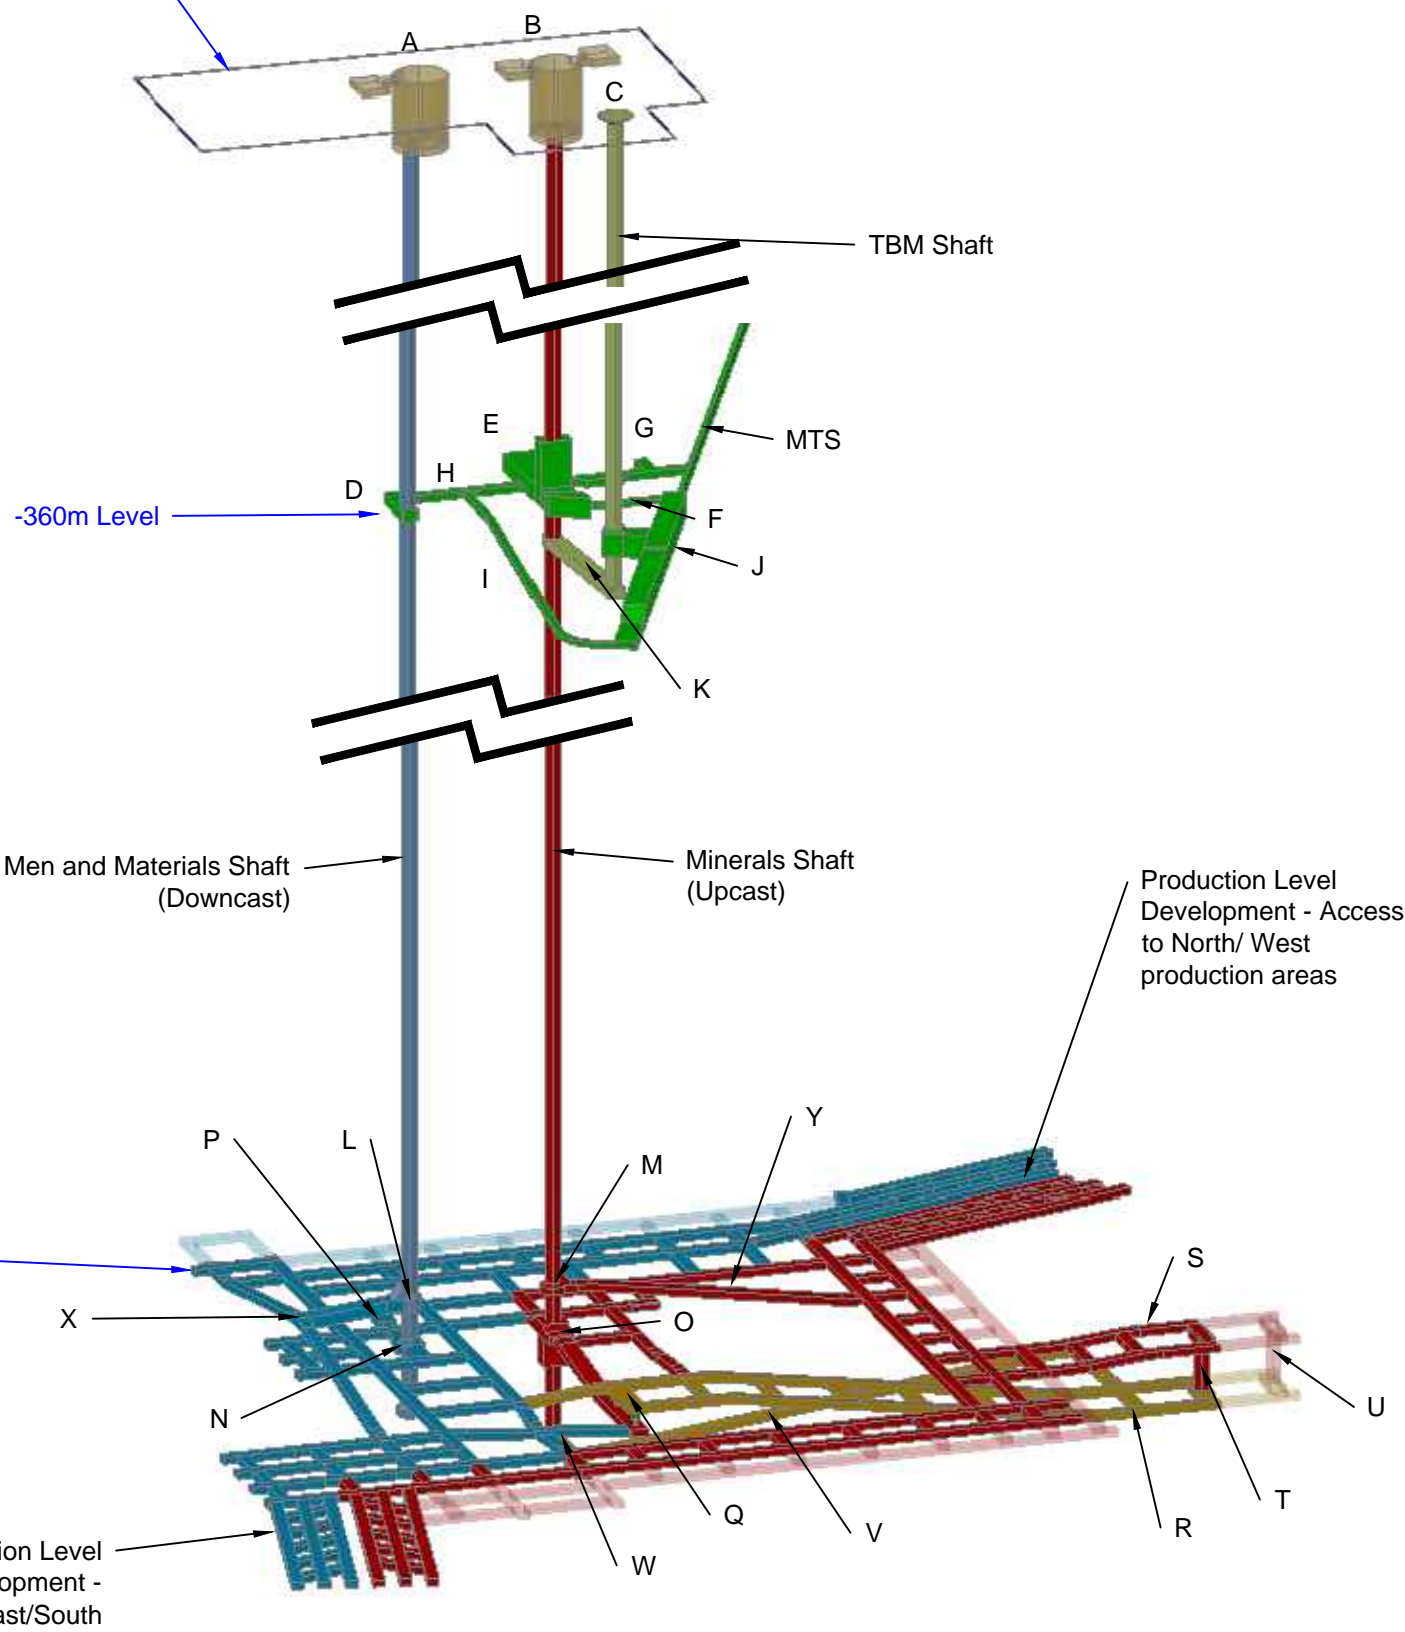 A
B
C
TBM Shaft
E
G
MTS
H
D
-360m Level
F
J
I
K
Men and Materials Shaft
(Downcast)
Minerals Shaft
(Upcast)
Production Level
Development - Access
to North/ West
production areas
P
L
Y
M
S
X
O
N
U
Q
V
T
R
W
ion Level
opment -
ast/South